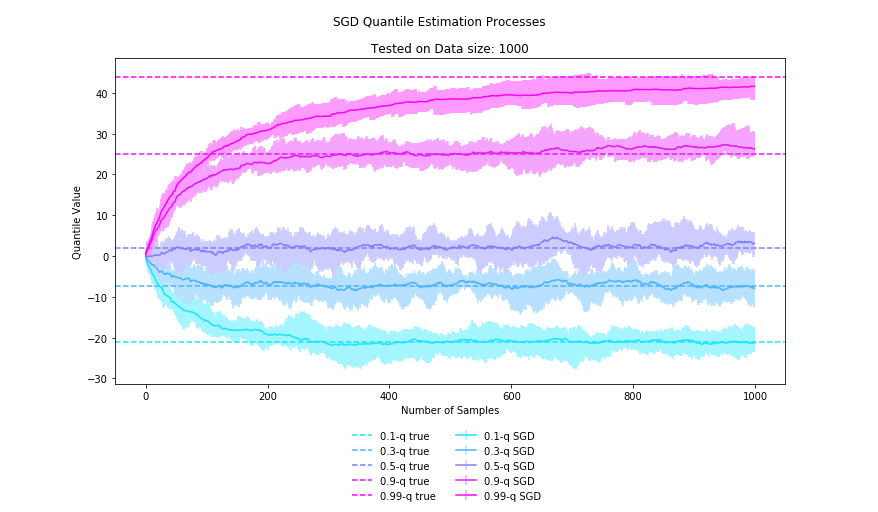 SGD Quantile Estimation Processes
Tested on Data size: 1000
40
30
20
10
0
−10
−20
−30
Quantile Value
0 200 400 600 800 1000
Number of Samples
0.1-q true 0.1-q SGD
0.3-q true 0.3-q SGD
0.5-q true 0.5-q SGD
0.9-q true 0.9-q SGD
0.99-q true 0.99-q SGD